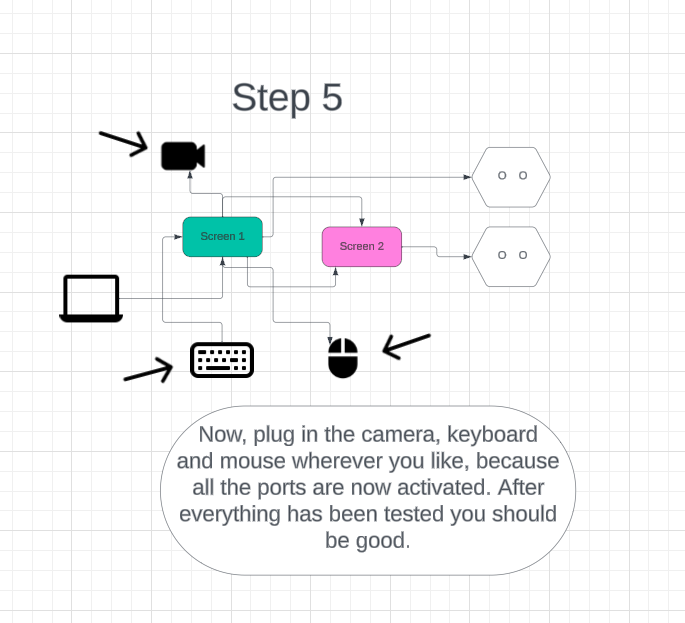 Step 5
Screen 1
Screen 2
Now, plug in the camera, keyboard
and mouse wherever you like, because
all the ports are now activated. After
everything has been tested you should
be good.